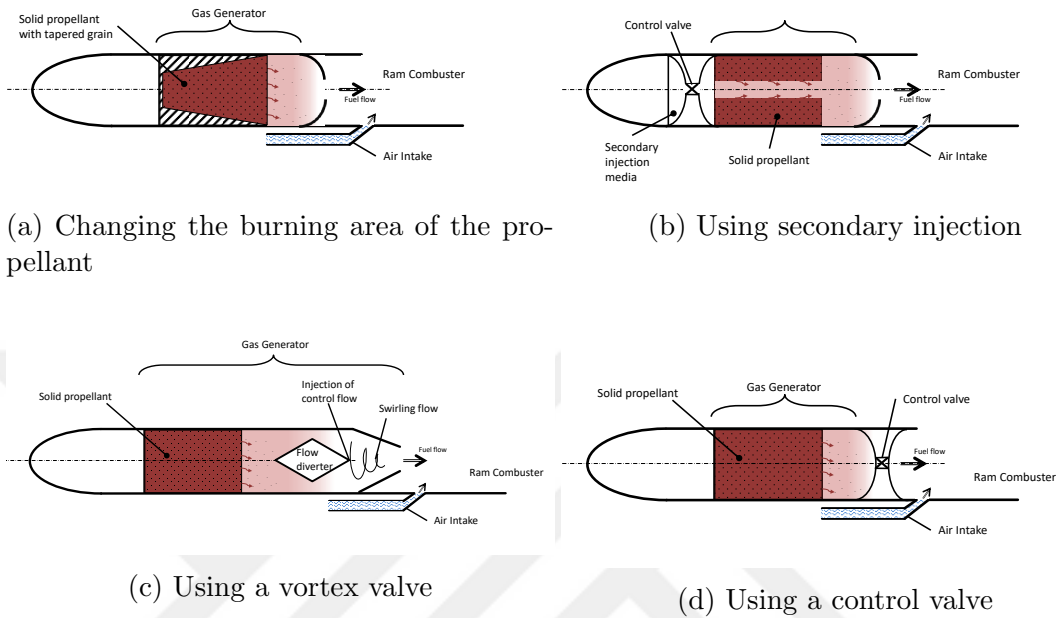 Solid propellant
with tapered grain
Gas Generator
Ram Combuster
Fuel flow
Air Intake
(a) Changing the burning area of the pro-
pellant
Control valve
Ram Combuster
Fuel flow
Secondary
injection
media
Solid propellant
Air Intake
(b) Using secondary injection
Gas Generator
Solid propellant
Injection of
control flow
Swirling flow
Flow
diverter
Fuel flow
Ram Combuster
Air Intake
(c) Using a vortex valve
Solid propellant
Gas Generator
Control valve
Fuel flow
Ram Combuster
Air Intake
(d) Using a control valve